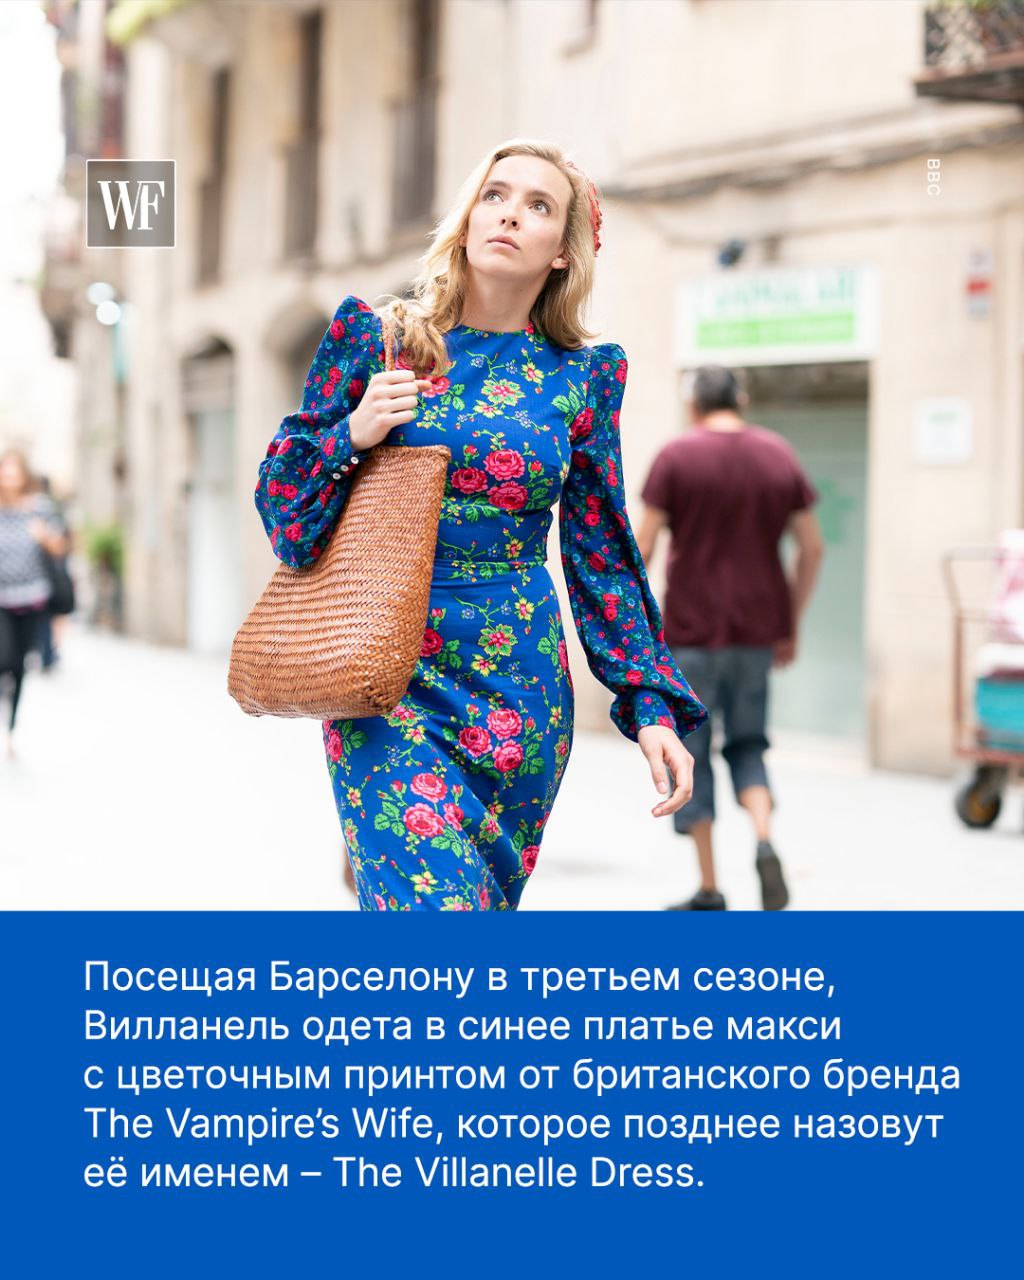 WF
BBC
Посещая Барселону в третьем сезоне,
Вилланель одета в синее платье макси
с цветочным принтом от британского бренда
The Vampire’s Wife, которое позднее назовут
её именем – The Villanelle Dress.